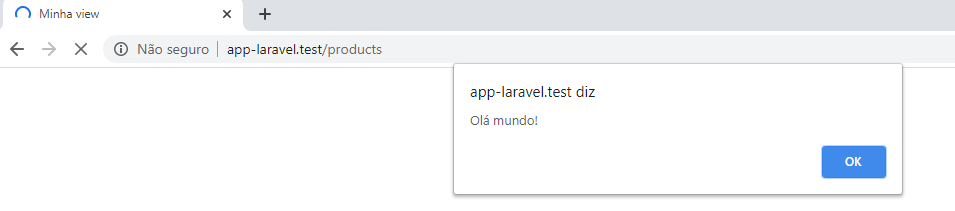 Minha view
Não seguro app-laravel.test/products
app-laravel.test diz
Olá mundo!
OK